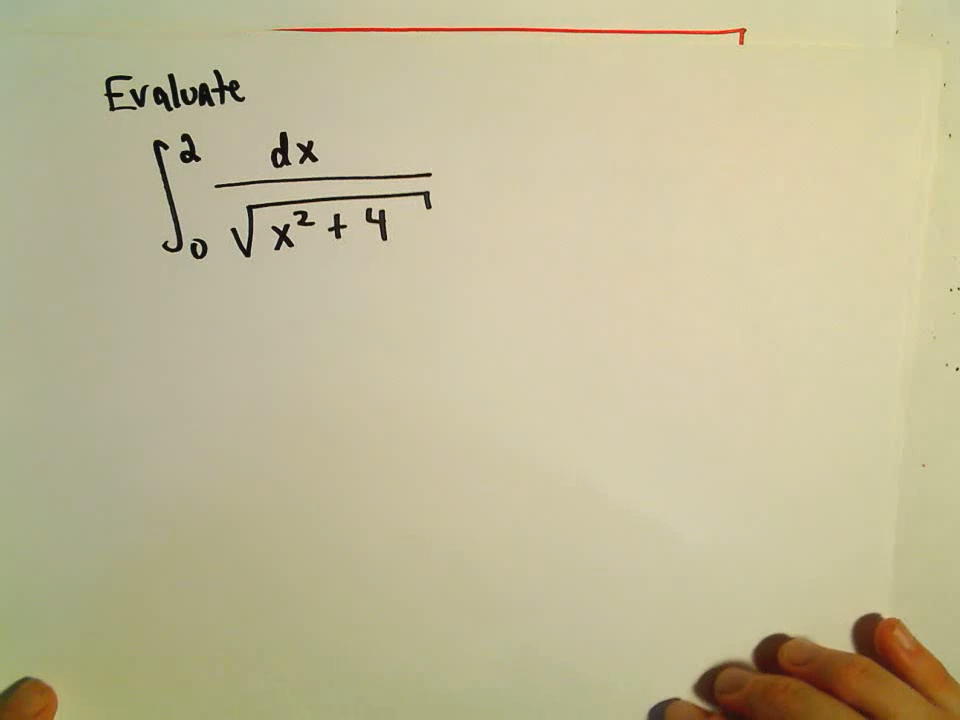 Evaluate
∫₀² dx / √(x² + 4)